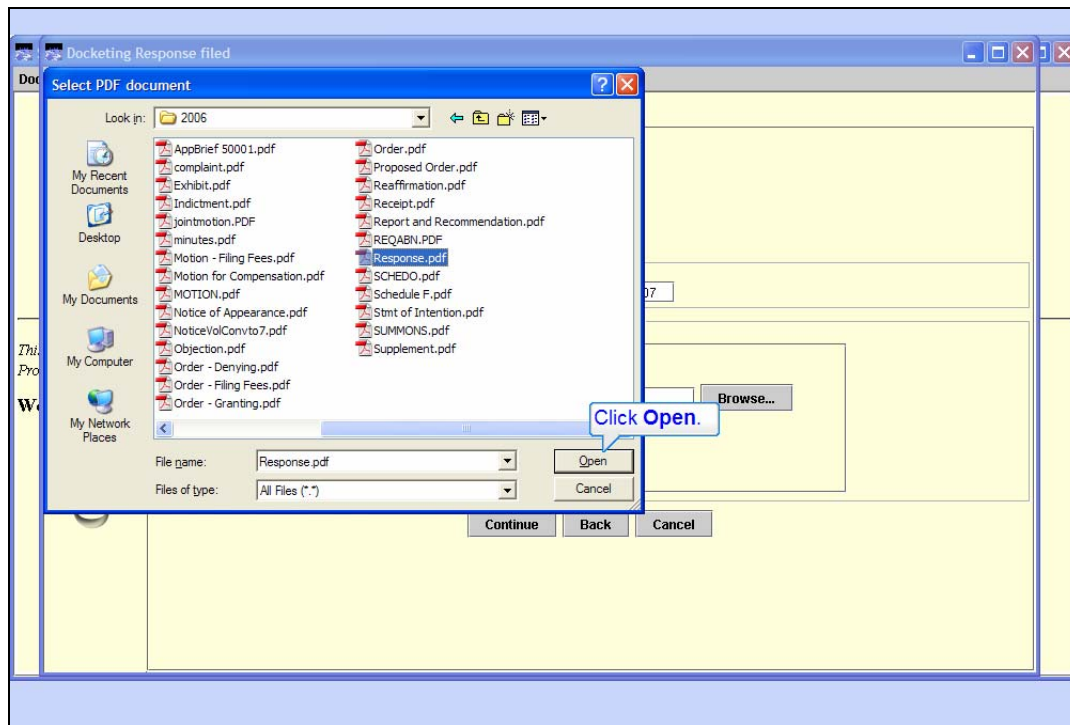 Docketing Response filed
Doc
Select PDF document
Look in:
2006
My Recent
Documents
Desktop
My Documents
My Computer
My Network
Places
AppBrief 50001.pdf
complaint.pdf
Exhibit.pdf
Indictment.pdf
jointmotion.PDF
minutes.pdf
Motion - Filing Fees.pdf
Motion for Compensation.pdf
MOTION.pdf
Notice of Appearance.pdf
NoticeVolConvto7.pdf
Objection.pdf
Order - Denying.pdf
Order - Filing Fees.pdf
Order - Granting.pdf
Order.pdf
Proposed Order.pdf
Reaffirmation.pdf
Receipt.pdf
Report and Recommendation.pdf
REQABN.PDF
Response.pdf
SCHEDO.pdf
Schedule F.pdf
Stmt of Intention.pdf
SUMMONS.pdf
Supplement.pdf
07
Thi
Pro
We
Browse...
Click Open.
File name:
Response.pdf
Open
Files of type:
All Files (*.*)
Cancel
Continue
Back
Cancel